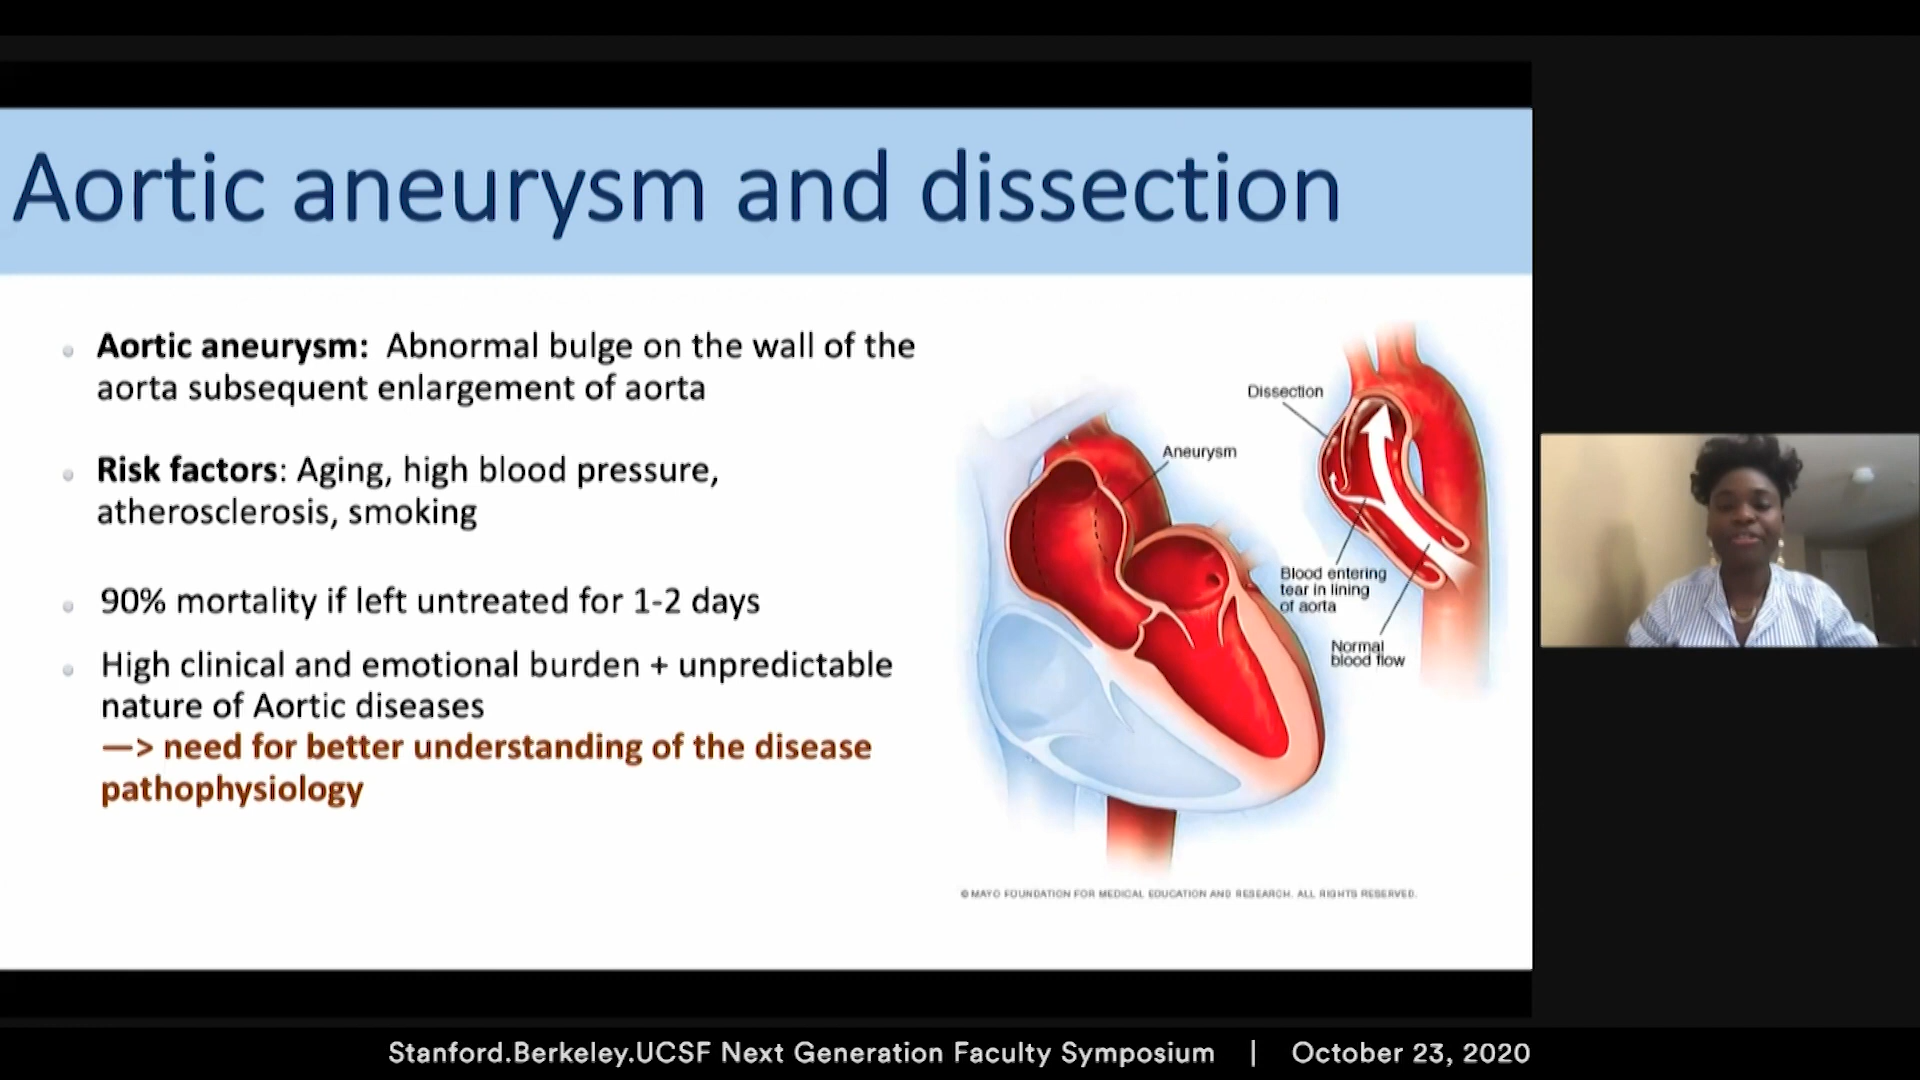 Aortic aneurysm and dissection
Aortic aneurysm: Abnormal bulge on the wall of the
aorta subsequent enlargement of aorta
Risk factors: Aging, high blood pressure,
atherosclerosis, smoking
90% mortality if left untreated for 1-2 days
High clinical and emotional burden + unpredictable
nature of Aortic diseases
—> need for better understanding of the disease
pathophysiology
Dissection
Aneurysm
Blood entering
tear in lining
of aorta
Normal
blood flow
© MAYO FOUNDATION FOR MEDICAL EDUCATION AND RESEARCH. ALL RIGHTS RESERVED.
Stanford.Berkeley.UCSF Next Generation Faculty Symposium | October 23, 2020